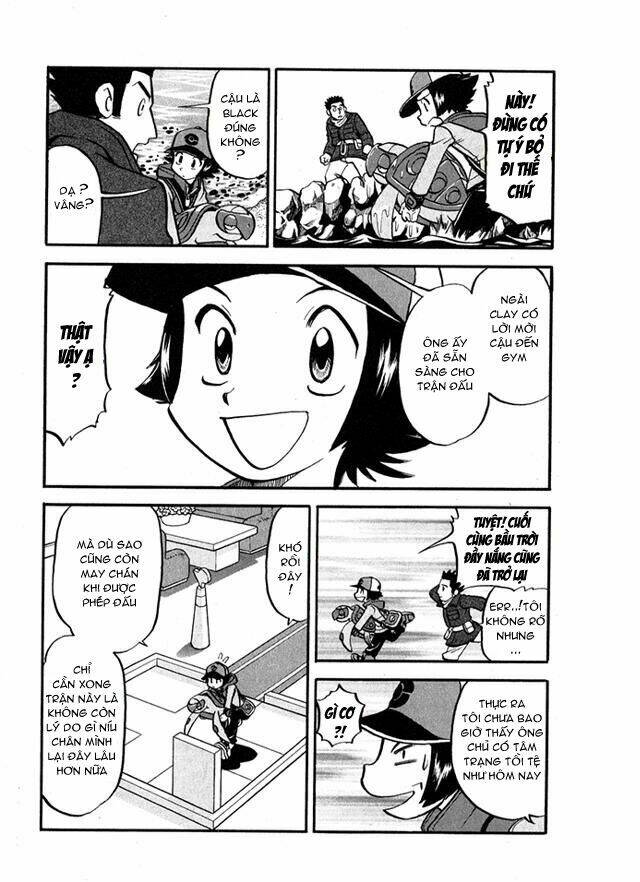 NÀY!
ĐỪNG CÓ
TỰ Ý BỎ
ĐI THẾ
CHỨ
CẬU LÀ
BLACK
ĐÚNG
KHÔNG
?
DẠ ?
VÂNG?
NGÀI
CLAY CÓ
LỜI MỜI
CẬU ĐẾN
GYM
ÔNG ẤY
ĐÃ SẴN
SÀNG CHO
TRẬN ĐẤU
THẬT
VẬY Ạ
?
TUYỆT! CUỐI
CÙNG BẦU TRỜI
ĐẦY NẮNG CŨNG
ĐÃ TRỞ LẠI
ERR..!TÔI
KHÔNG RÕ
NHƯNG
...
THỰC RA
TÔI CHƯA BAO
GIỜ THẤY ÔNG
CHỦ CÓ TÂM
TRẠNG TỒI TỆ
NHƯ HÔM NAY
GÌ CƠ
?!
KHÓ
RỒI
ĐÂY!
MÀ DÙ SAO
CŨNG CÒN
MAY CHÁN
KHI ĐƯỢC
PHÉP ĐẤU
CHỈ
CẦN XONG
TRẬN NÀY LÀ
KHÔNG CÒN
LÝ DO GÌ NÍU
CHÂN MÌNH
LẠI ĐÂY LÂU
HƠN NỮA